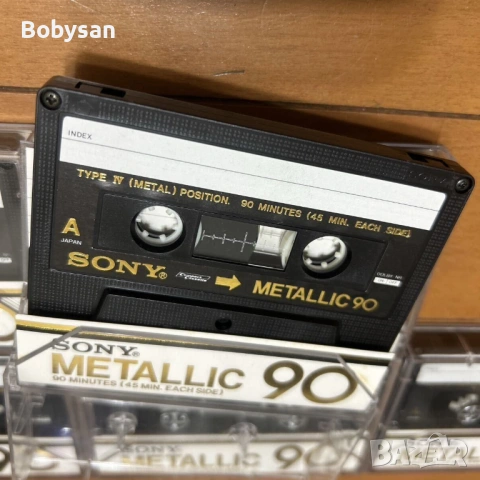 Bobysan
INDEX
TYPE IV (METAL) POSITION. 90 MINUTES (45 MIN. EACH SIDE)
A
JAPAN
SONY®
METALLIC 90
SONY®
METALLIC 90
90 MINUTES (45 MIN. EACH SIDE)
SONY
METALLIC 90
BAZAR